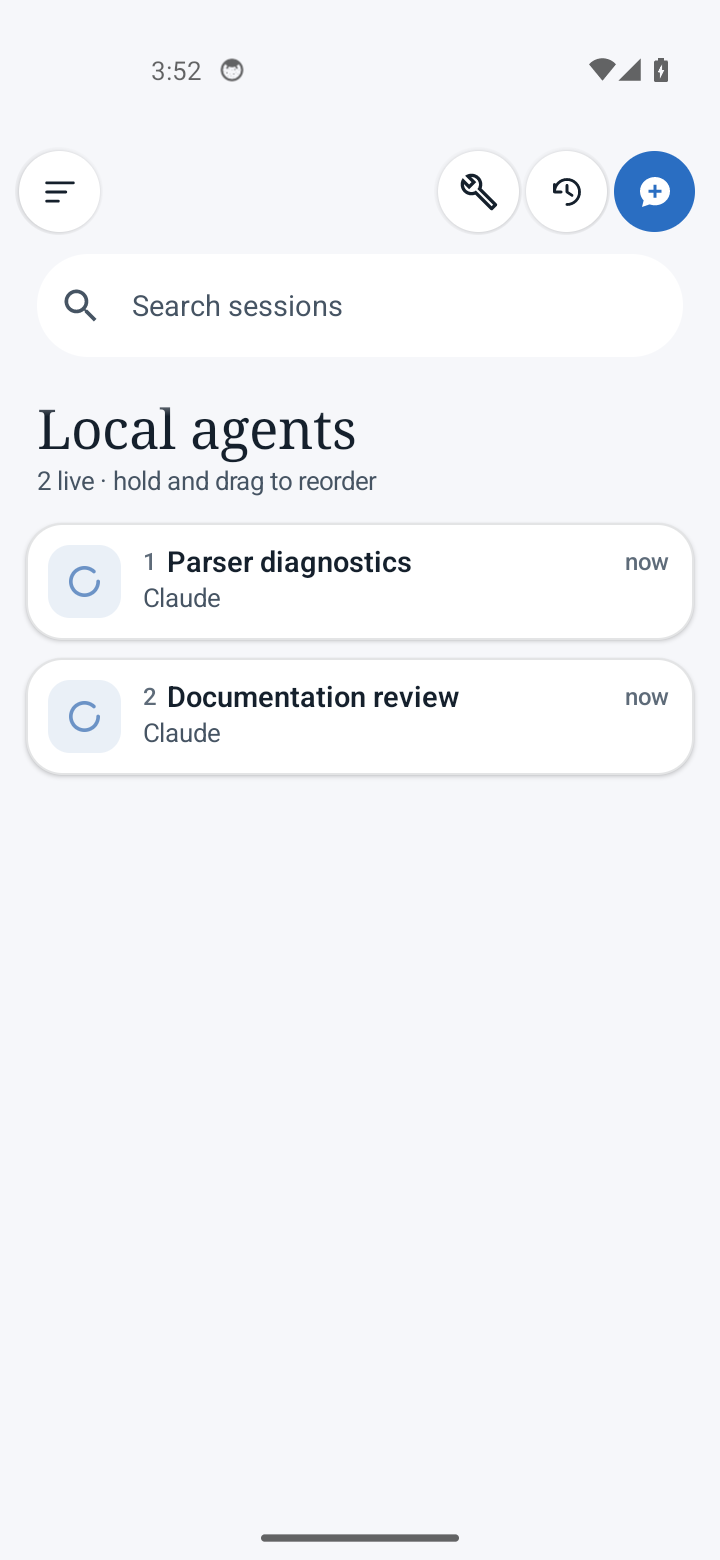 3:52
Search sessions
Local agents
2 live · hold and drag to reorder
1 Parser diagnostics now
Claude
2 Documentation review now
Claude